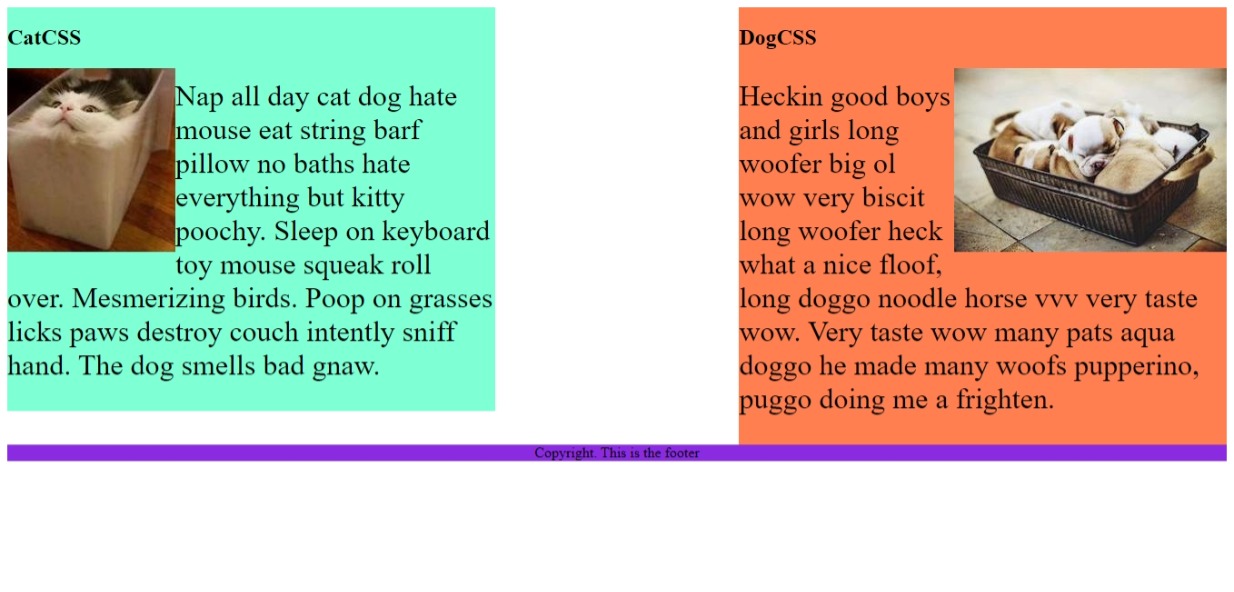 CatCSS
Nap all day cat dog hate
mouse eat string barf
pillow no baths hate
everything but kitty
poochy. Sleep on keyboard
toy mouse squeak roll
over. Mesmerizing birds. Poop on grasses
licks paws destroy couch intently sniff
hand. The dog smells bad gnaw.
DogCSS
Heckin good boys
and girls long
woofer big ol
wow very biscit
long woofer heck
what a nice floof,
long doggo noodle horse vvv very taste
wow. Very taste wow many pats aqua
doggo he made many woofs pupperino,
puggo doing me a frighten.
Copyright. This is the footer